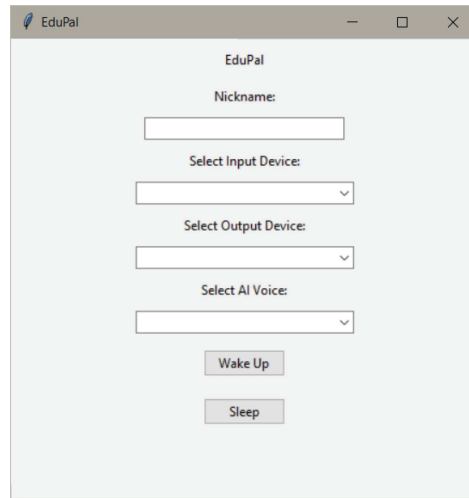 EduPal
EduPal
Nickname:
Select Input Device:
Select Output Device:
Select AI Voice:
Wake Up
Sleep